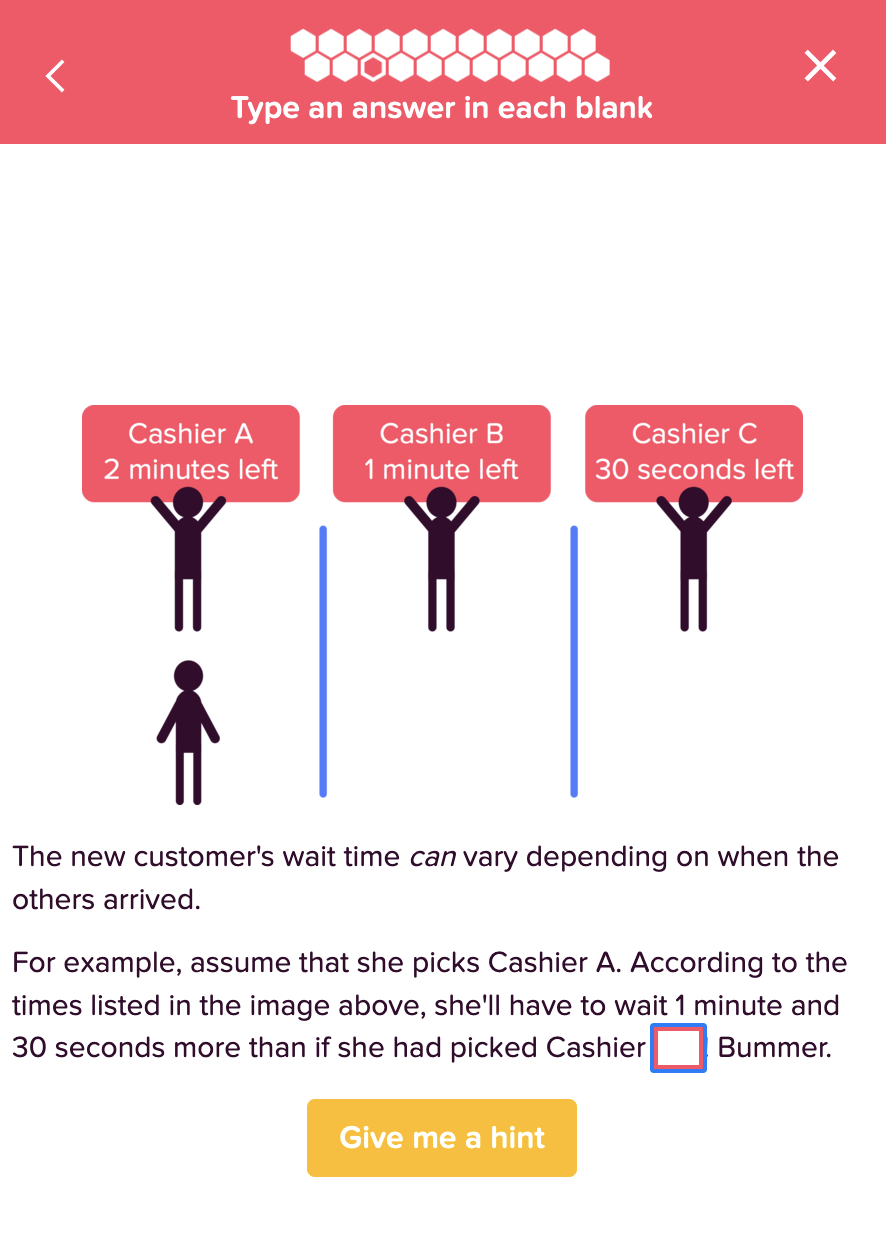 Type an answer in each blank
Cashier A
2 minutes left
Cashier B
1 minute left
Cashier C
30 seconds left
The new customer's wait time can vary depending on when the
others arrived.
For example, assume that she picks Cashier A. According to the
times listed in the image above, she'll have to wait 1 minute and
30 seconds more than if she had picked Cashier ! Bummer.
Give me a hint